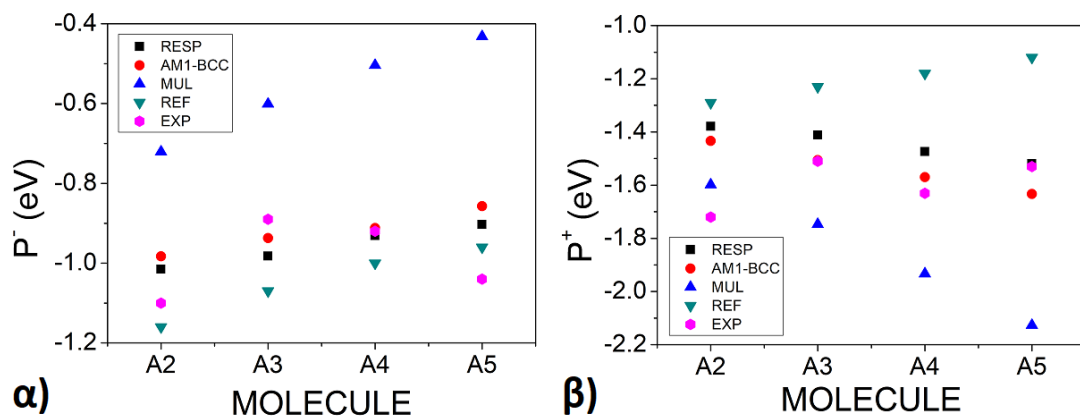 -0.4
-0.6
-0.8
-1.0
-1.2
P⁻ (eV)
RESP
AM1-BCC
MUL
REF
EXP
A2 A3 A4 A5
MOLECULE
α)
-1.0
-1.2
-1.4
-1.6
-1.8
-2.0
-2.2
P⁺ (eV)
RESP
AM1-BCC
MUL
REF
EXP
A2 A3 A4 A5
MOLECULE
β)